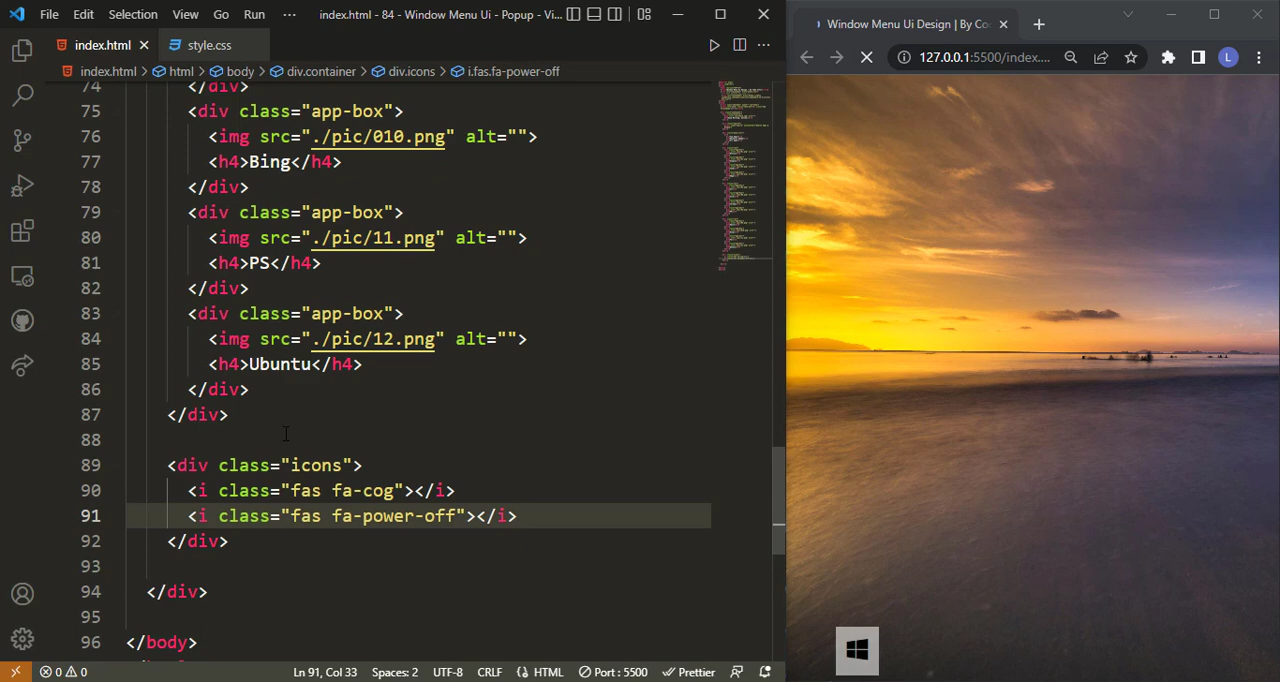 File Edit Selection View Go Run ··· index.html - 84 - Window Menu Ui - Popup - Vi...
index.html
style.css
index.html > html > body > div.container > div.icons > i.fas.fa-power-off
74 </div>
75 <div class="app-box">
76 <img src="./pic/010.png" alt="">
77 <h4>Bing</h4>
78 </div>
79 <div class="app-box">
80 <img src="./pic/11.png" alt="">
81 <h4>PS</h4>
82 </div>
83 <div class="app-box">
84 <img src="./pic/12.png" alt="">
85 <h4>Ubuntu</h4>
86 </div>
87 </div>
88
89 <div class="icons">
90 <i class="fas fa-cog"></i>
91 <i class="fas fa-power-off"></i>
92 </div>
93
94 </div>
95
96 </body>
0 0 Ln 91, Col 33 Spaces: 2 UTF-8 CRLF HTML Port : 5500 Prettier
Window Menu Ui Design | By Co
127.0.0.1:5500/index....
L